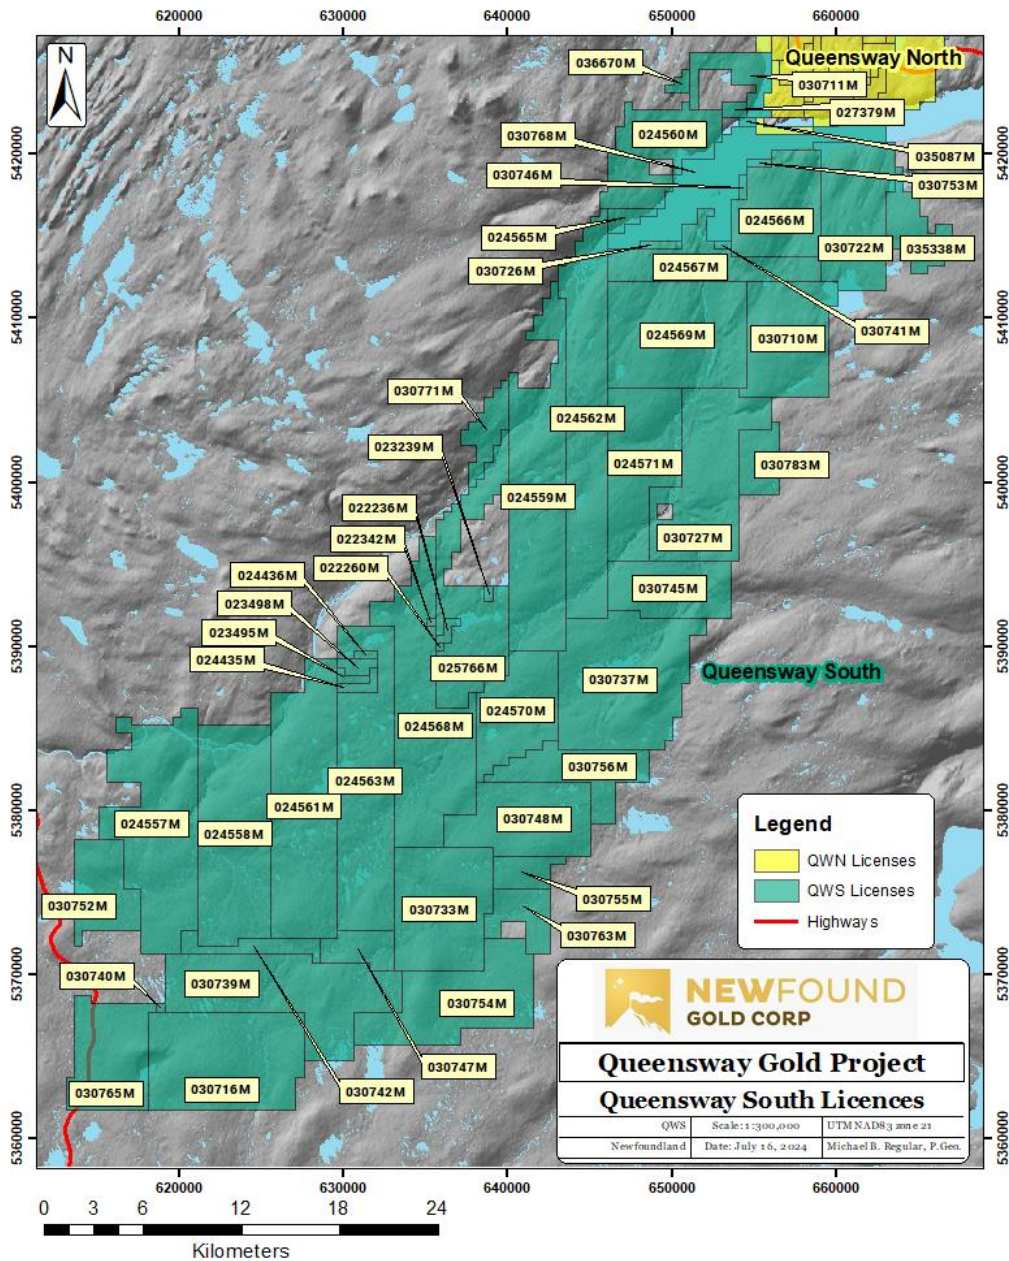 620000 630000 640000 650000 660000
N
Queensway North
036670M
030711M
027379M
024560M
030768M
035087M
5420000 5420000
030746M
030753M
024566M
024565M
030722M 035338M
030726M
024567M
5410000 5410000
030741M
024569M
030710M
030771M
024562M
023239M
024571M
030783M
5400000 5400000
024559M
022236M
030727M
022342M
022260M
024436M
030745M
023498M
023495M
5390000 5390000
024435M
025766M
Queensway South
030737M
024570M
024568M
030756M
024563M
024561M
5380000 5380000
030748M
024557M
024558M
Legend
QWN Licenses
QWS Licenses
Highways
030755M
030752M
030733M
030763M
5370000 5370000
030740M
030739M
030754M
NEWFOUND
GOLD CORP
Queensway Gold Project
030747M
030765M 030716M 030742M
Queensway South Licences
QWS Scale: 1:300,000 UTM NAD83 zone 21
Newfoundland Date: July 16, 2024 Michael B. Regular, P.Geo.
5360000 5360000
620000 630000 640000 650000 660000
0 3 6 12 18 24
Kilometers